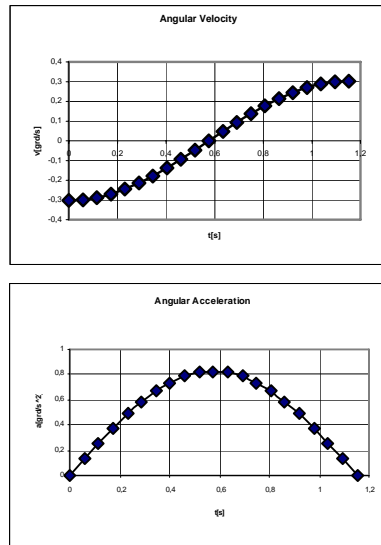 Angular Velocity
0,4
0,3
0,2
0,1
0
-0,1
-0,2
-0,3
-0,4
0 0,2 0,4 0,6 0,8 1 1,2
v[grd/s]
t[s]
Angular Acceleration
1
0,8
0,6
0,4
0,2
0
0 0,2 0,4 0,6 0,8 1 1,2
a[grd/s^2]
t[s]